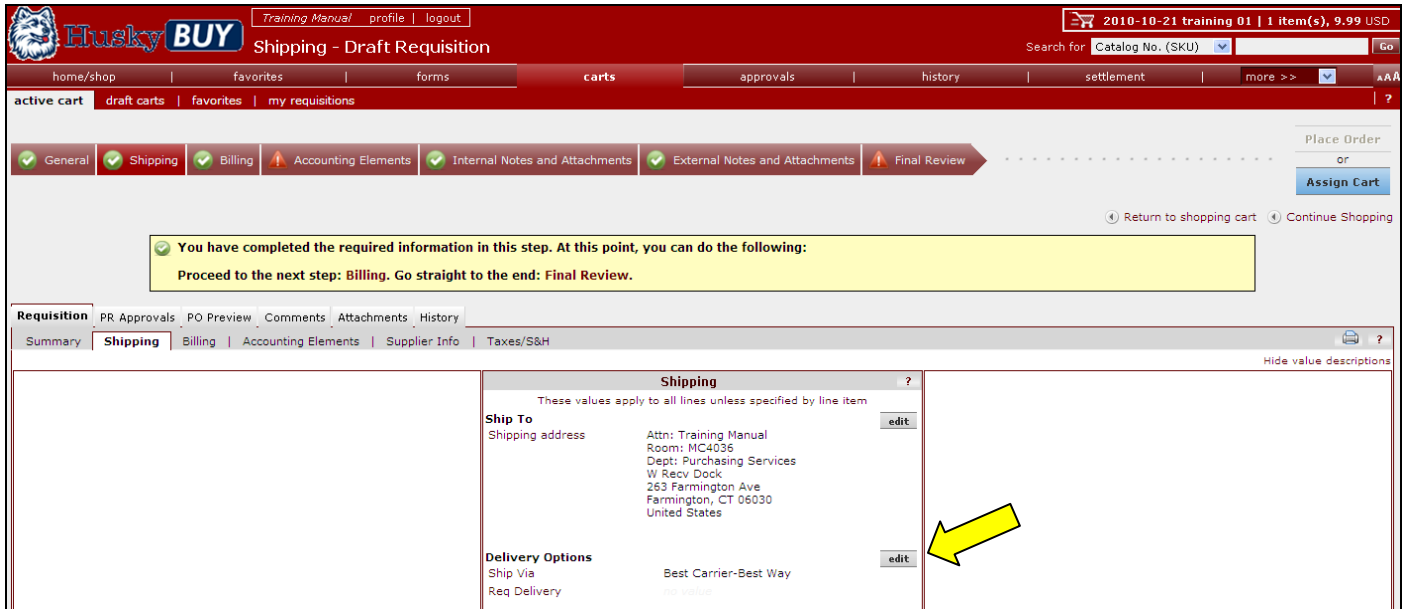 Husky BUY
Training Manual profile | logout
Shipping - Draft Requisition
2010-10-21 training 01 | 1 item(s), 9.99 USD
Search for Catalog No. (SKU) Go
home/shop | favorites | forms carts approvals | history | settlement | more >> AAA
active cart draft carts | favorites | my requisitions | ?
General Shipping Billing Accounting Elements Internal Notes and Attachments External Notes and Attachments Final Review
Place Order
or
Assign Cart
Return to shopping cart Continue Shopping
You have completed the required information in this step. At this point, you can do the following:
Proceed to the next step: Billing. Go straight to the end: Final Review.
Requisition PR Approvals PO Preview Comments Attachments History
Summary Shipping Billing | Accounting Elements | Supplier Info | Taxes/S&H ?
Hide value descriptions
Shipping ?
These values apply to all lines unless specified by line item
Ship To edit
Shipping address Attn: Training Manual
Room: MC4036
Dept: Purchasing Services
W Recv Dock
263 Farmington Ave
Farmington, CT 06030
United States
Delivery Options edit
Ship Via Best Carrier-Best Way
Req Delivery no value